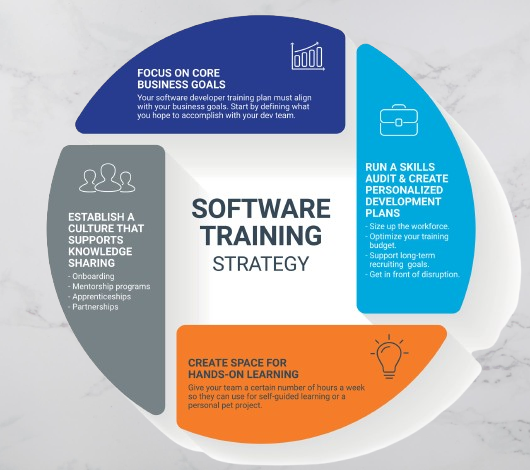 FOCUS ON CORE
BUSINESS GOALS
Your software developer training plan must align
with your business goals. Start by defining what
you hope to accomplish with your dev team.
RUN A SKILLS
AUDIT & CREATE
PERSONALIZED
DEVELOPMENT
PLANS
- Size up the workforce.
- Optimize your training
budget.
- Support long-term
recruiting goals.
- Get in front of disruption.
SOFTWARE
TRAINING
STRATEGY
ESTABLISH A
CULTURE THAT
SUPPORTS
KNOWLEDGE
SHARING
- Onboarding
- Mentorship programs
- Apprenticeships
- Partnerships
CREATE SPACE FOR
HANDS-ON LEARNING
Give your team a certain number of hours a week
so they can use for self-guided learning or a
personal pet project.